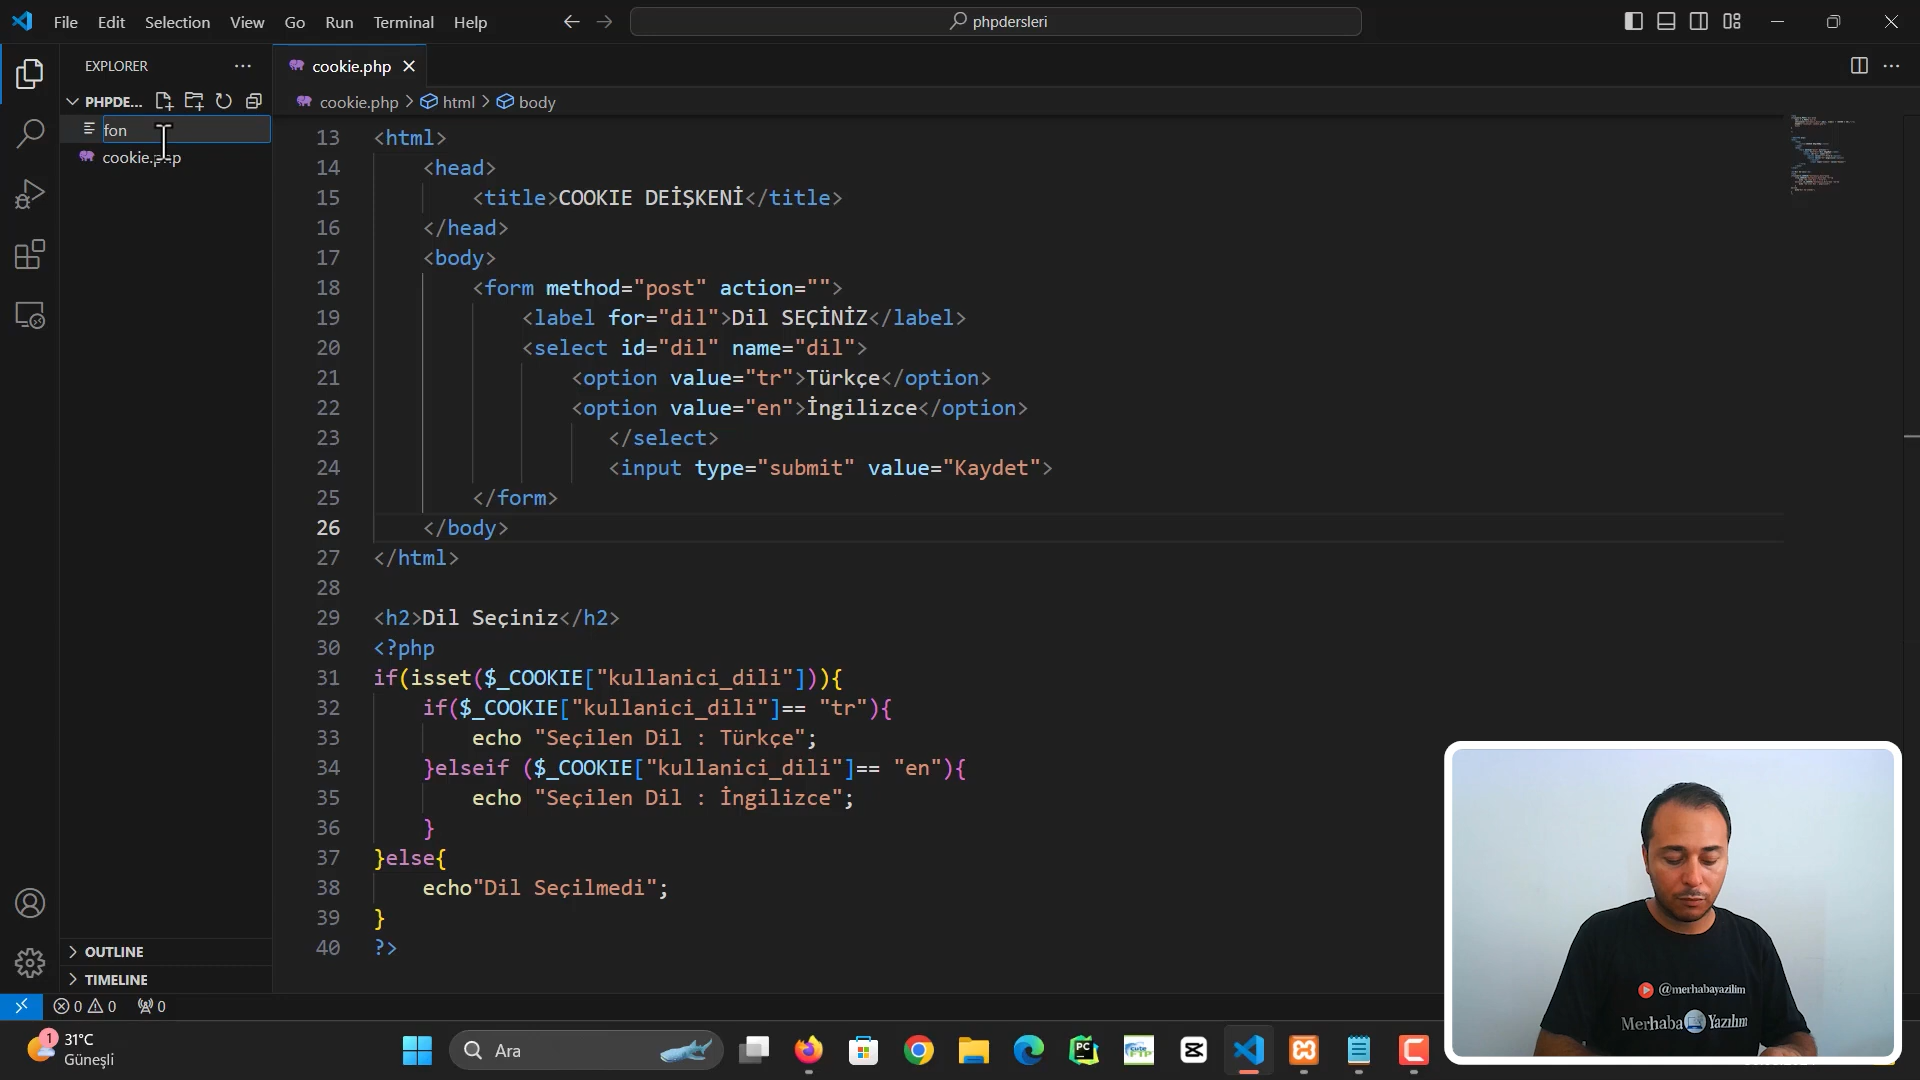 File Edit Selection View Go Run Terminal Help
phpdersleri
EXPLORER
PHPDE...
fon
cookie.php
cookie.php
cookie.php > html > body
13 <html>
14 <head>
15 <title>COOKIE DEİŞKENİ</title>
16 </head>
17 <body>
18 <form method="post" action="">
19 <label for="dil">Dil SEÇİNİZ</label>
20 <select id="dil" name="dil">
21 <option value="tr">Türkçe</option>
22 <option value="en">İngilizce</option>
23 </select>
24 <input type="submit" value="Kaydet">
25 </form>
26 </body>
27 </html>
28
29 <h2>Dil Seçiniz</h2>
30 <?php
31 if(isset($_COOKIE["kullanici_dili"])){
32 if($_COOKIE["kullanici_dili"]== "tr"){
33 echo "Seçilen Dil : Türkçe";
34 }elseif ($_COOKIE["kullanici_dili"]== "en"){
35 echo "Seçilen Dil : İngilizce";
36 }
37 }else{
38 echo"Dil Seçilmedi";
39 }
40 ?>
OUTLINE
TIMELINE
0 0 0
1
31°C
Güneşli
Ara
PC
FTP
@merhabayazilim
Merhaba Yazılım